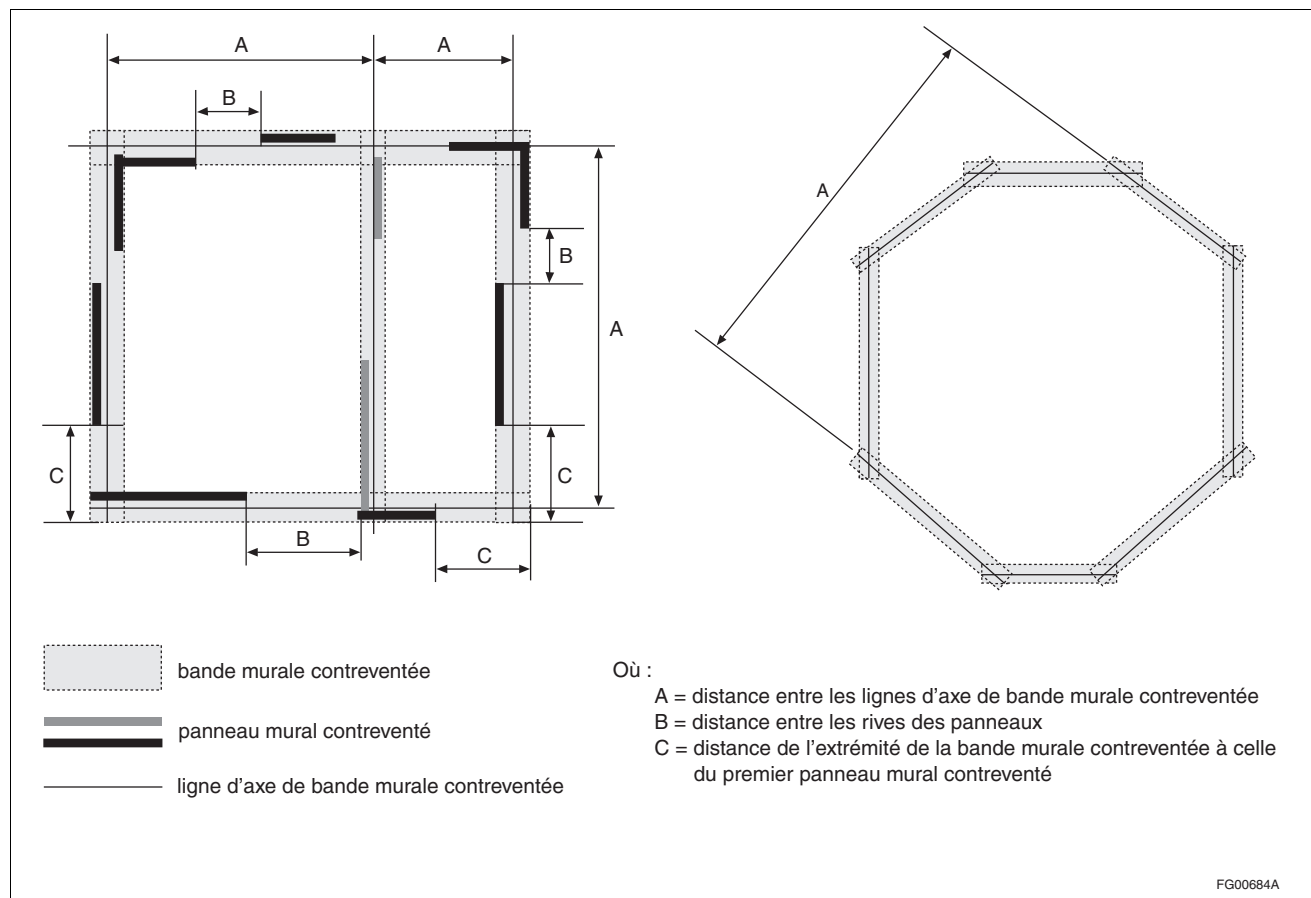 A
A
B
A
B
A
C
C
B
C
bande murale contreventée
panneau mural contreventé
ligne d'axe de bande murale contreventée
Où :
A = distance entre les lignes d'axe de bande murale contreventée
B = distance entre les rives des panneaux
C = distance de l'extrémité de la bande murale contreventée à celle
du premier panneau mural contreventé
FG00684A